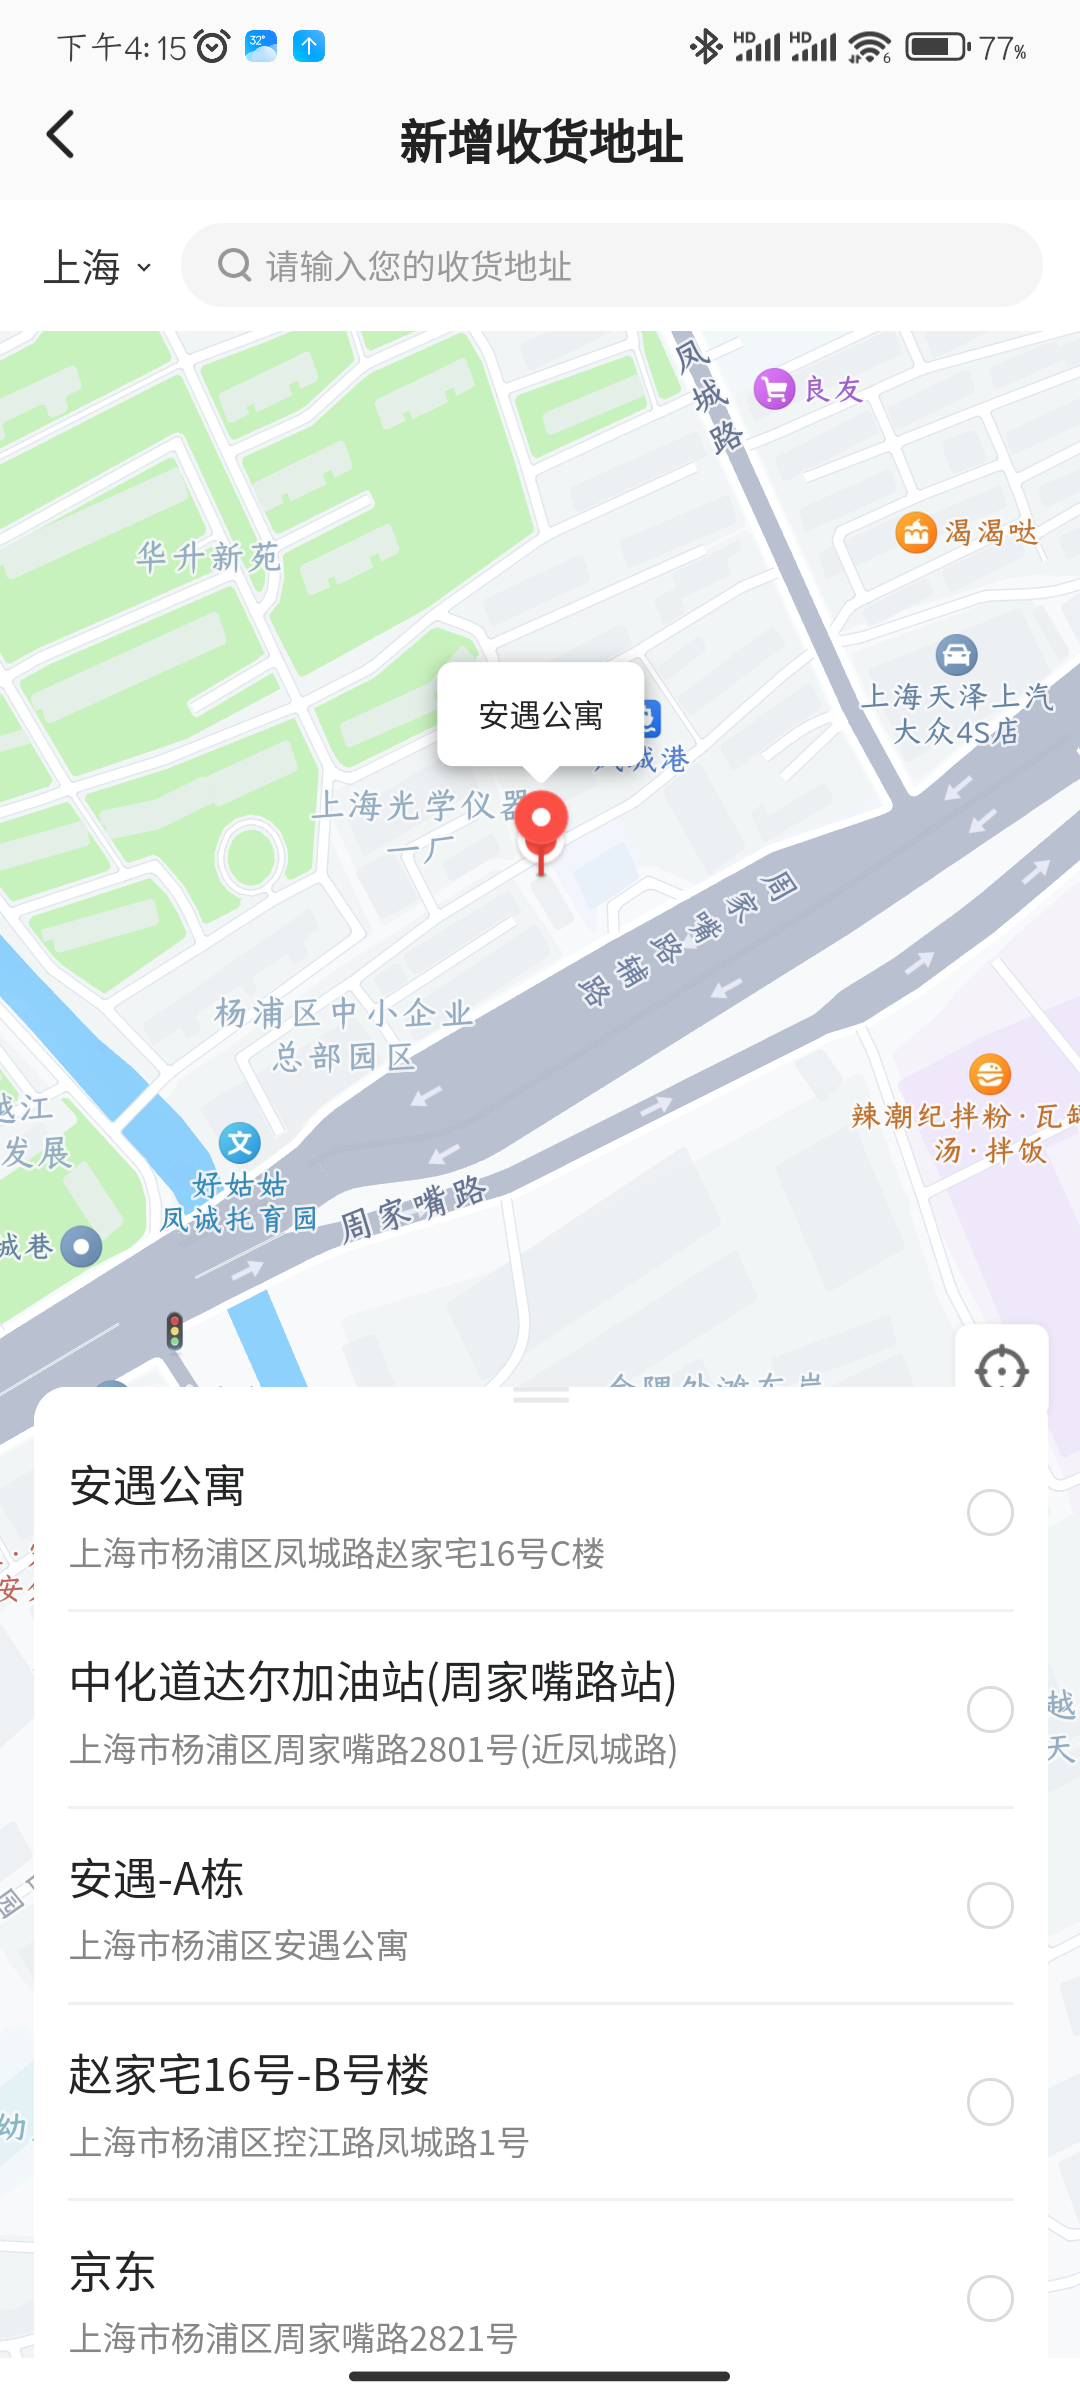 下午4:15
32°
HD
HD
6
77%
新增收货地址
上海
请输入您的收货地址
凤城路
良友
渴渴哒
华升新苑
上海天泽上汽
大众4S店
安遇公寓
城港
上海光学仪器
一厂
周家嘴路辅路
杨浦区中小企业
总部园区
越江
发展
辣潮纪拌粉·瓦罐
汤·拌饭
文
好姑姑
凤诚托育园
周家嘴路
城巷
安遇公寓
上海市杨浦区凤城路赵家宅16号C楼
安
中化道达尔加油站(周家嘴路站)
上海市杨浦区周家嘴路2801号(近凤城路)
越
天
安遇-A栋
上海市杨浦区安遇公寓
园
赵家宅16号-B号楼
上海市杨浦区控江路凤城路1号
幼
京东
上海市杨浦区周家嘴路2821号